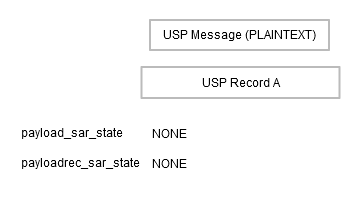 USP Message (PLAINTEXT)
USP Record A
payload_sar_state NONE
payloadrec_sar_state NONE